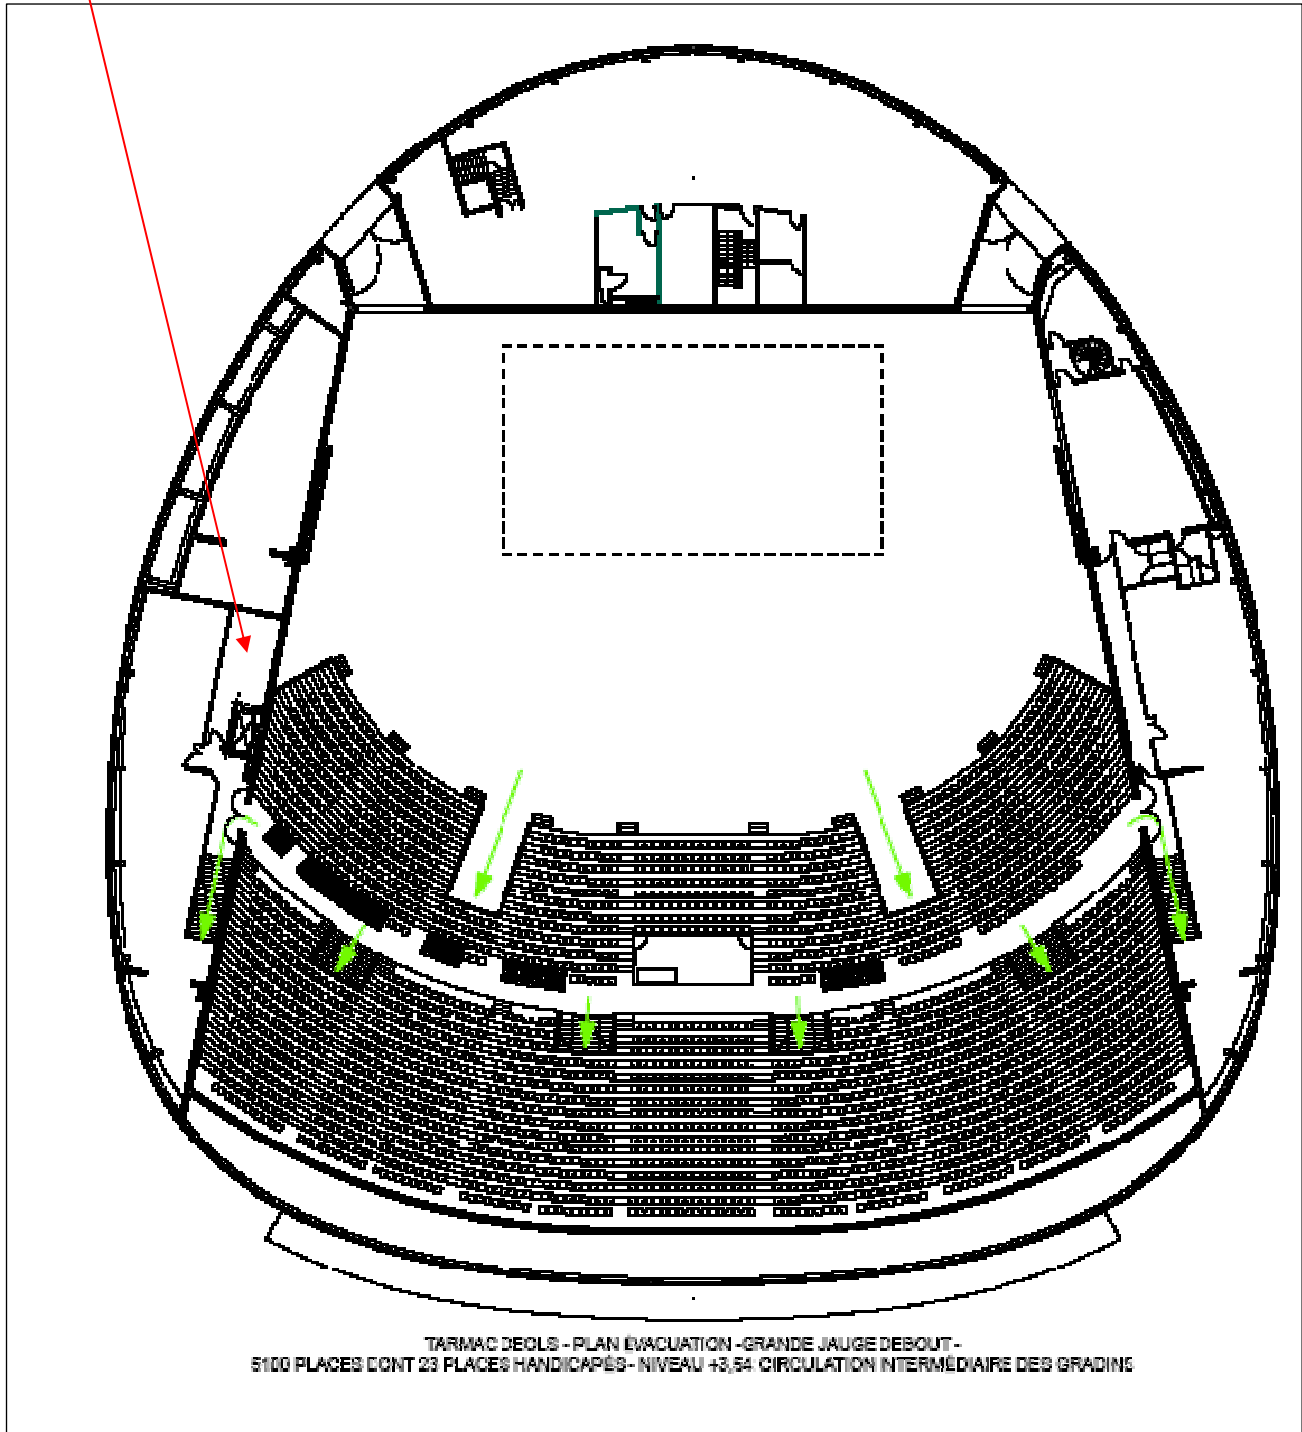 TARMAC DEOLS - PLAN ÉVACUATION - GRANDE JAUGE DEBOUT -
5100 PLACES DONT 23 PLACES HANDICAPÉS - NIVEAU +3,54 CIRCULATION INTERMÉDIAIRE DES GRADINS